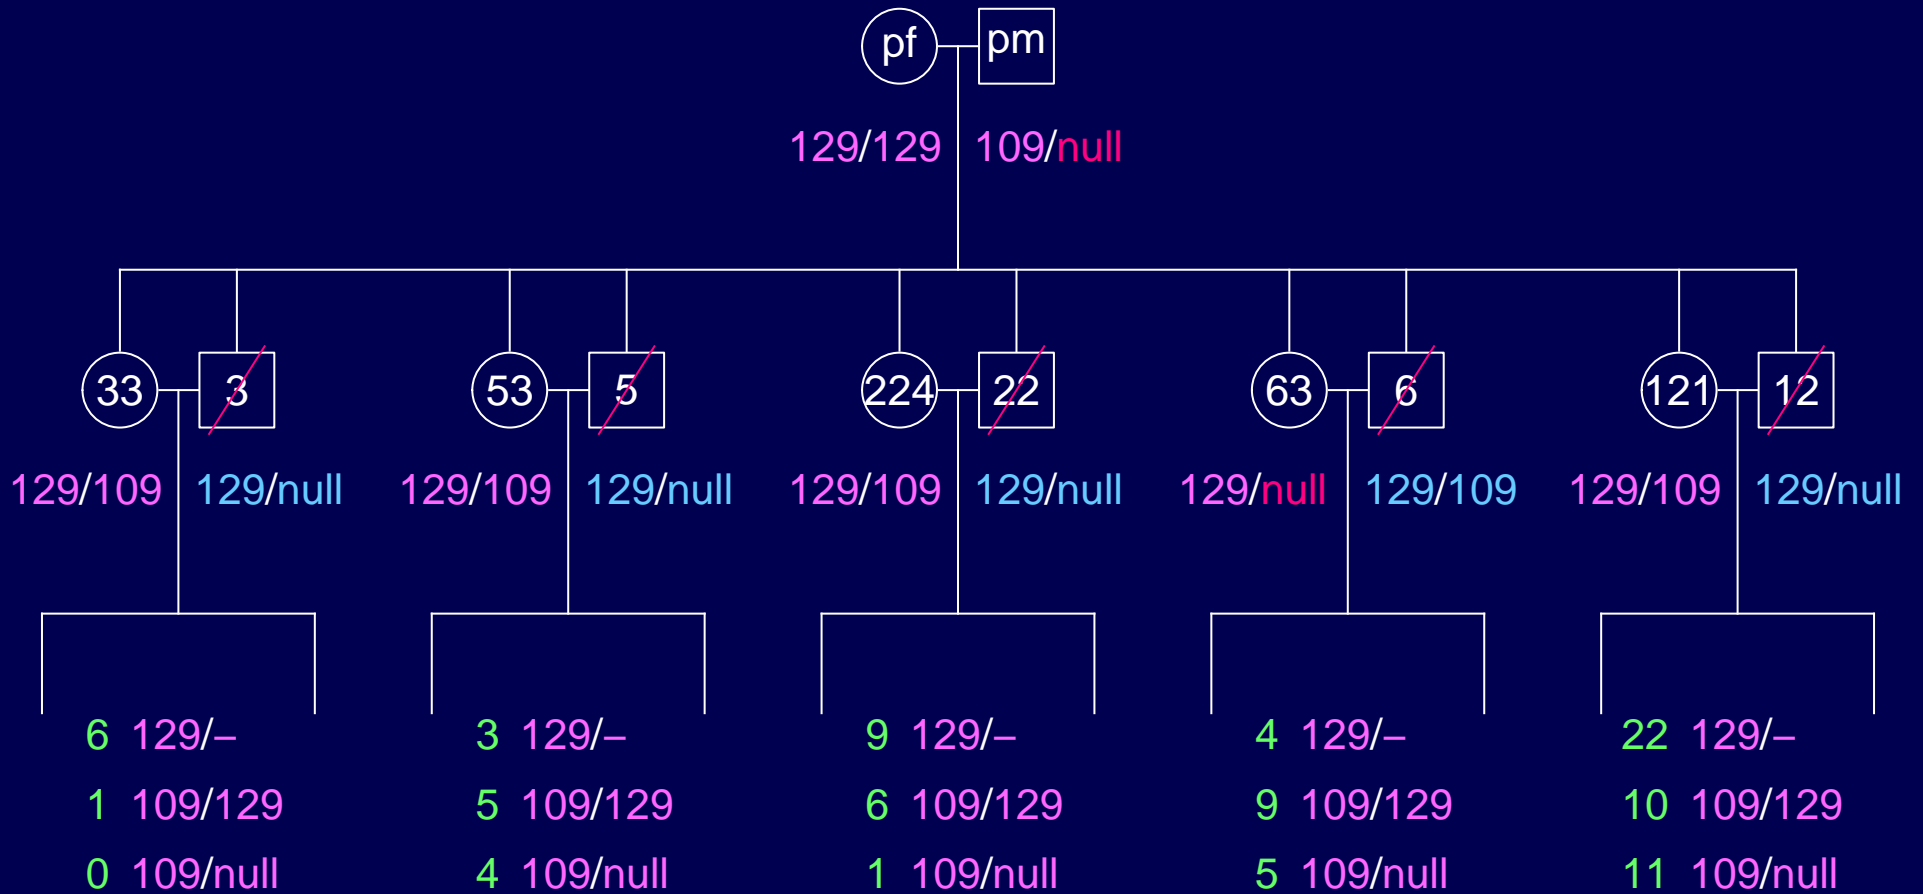 pf pm
129/129 109/null
33 3 53 5 224 22 63 6 121 12
129/109 129/null 129/109 129/null 129/109 129/null 129/null 129/109 129/109 129/null
6 129/– 3 129/– 9 129/– 4 129/– 22 129/–
1 109/129 5 109/129 6 109/129 9 109/129 10 109/129
0 109/null 4 109/null 1 109/null 5 109/null 11 109/null